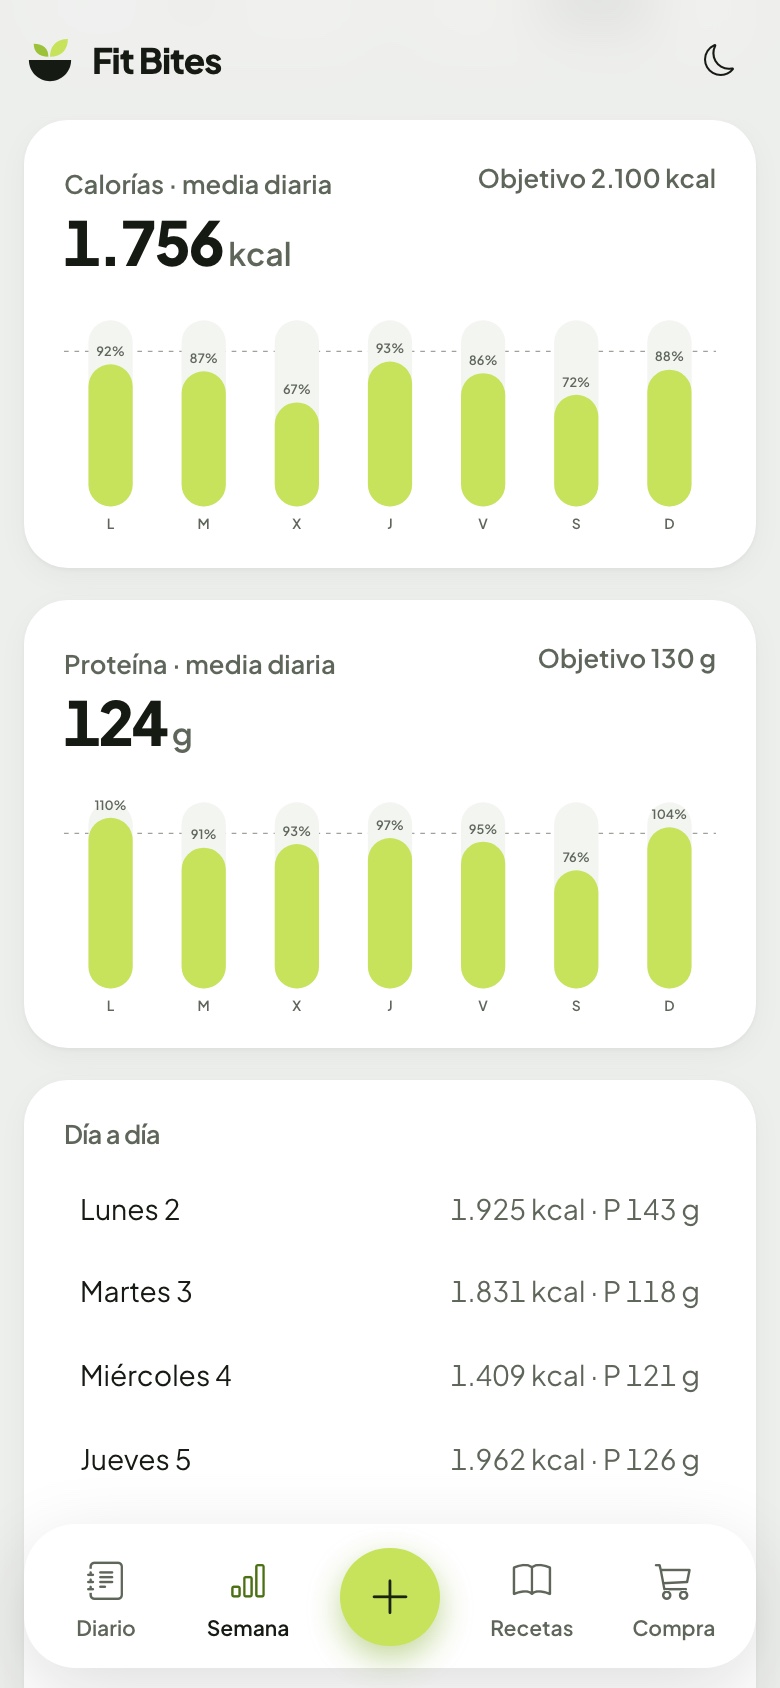 Fit Bites
Calorías · media diaria
Objetivo 2.100 kcal
1.756 kcal
92% 87% 67% 93% 86% 72% 88%
L M X J V S D
Proteína · media diaria
Objetivo 130 g
124 g
110% 91% 93% 97% 95% 76% 104%
L M X J V S D
Día a día
Lunes 2 1.925 kcal · P 143 g
Martes 3 1.831 kcal · P 118 g
Miércoles 4 1.409 kcal · P 121 g
Jueves 5 1.962 kcal · P 126 g
Diario Semana Recetas Compra